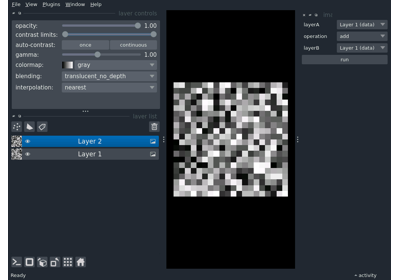 File View Plugins Window Help
layer controls
opacity: 1.00
contrast limits:
auto-contrast: once continuous
gamma: 1.00
colormap: gray
blending: translucent_no_depth
interpolation: nearest
layer list
Layer 2
Layer 1
layerA Layer 1 (data)
operation add
layerB Layer 1 (data)
run
Ready
activity